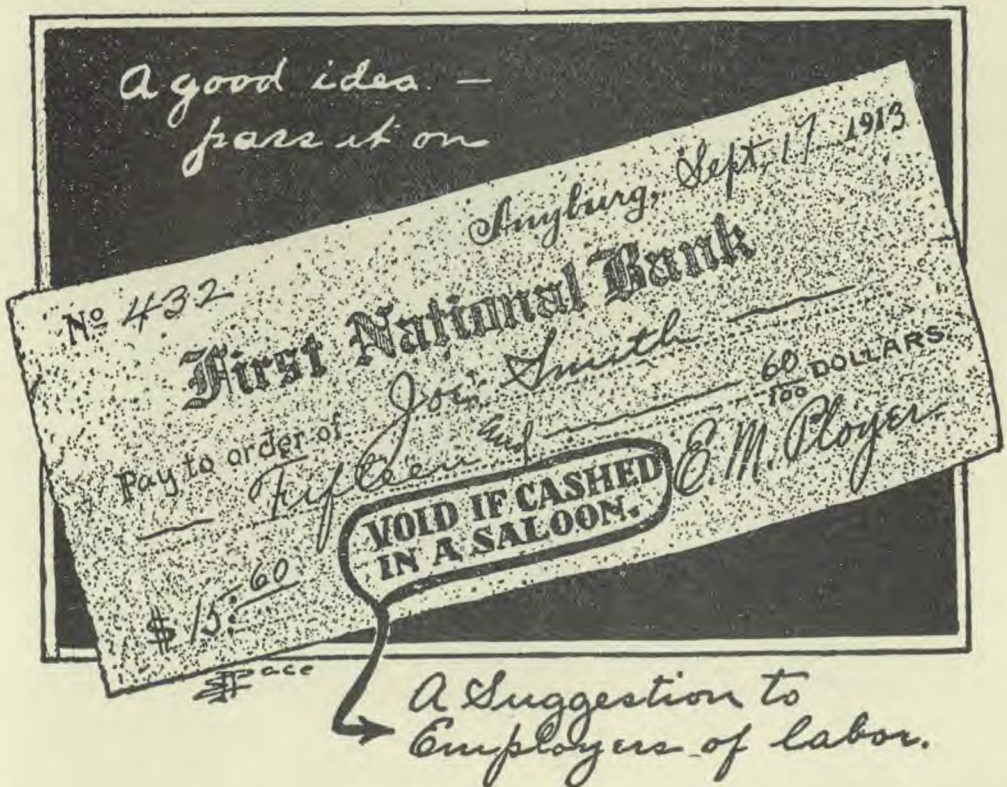 A good idea —
pass it on
Anyburg, Sept. 17 1913
No 432
First National Bank
Pay to order of Joe Smith
Fifteen and 60/100 DOLLARS
VOID IF CASHED
IN A SALOON.
E. M. Ployer
$ 15.60
Pace
A Suggestion to
Employers of labor.